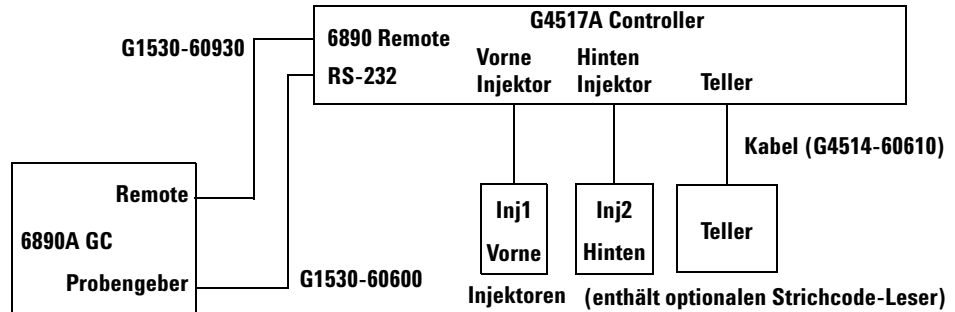 G4517A Controller
6890 Remote
G1530-60930
Vorne
Injektor
Hinten
Injektor
RS-232
Teller
Kabel (G4514-60610)
Remote
6890A GC
Probengeber
G1530-60600
Inj1
Vorne
Inj2
Hinten
Teller
Injektoren
(enthält optionalen Strichcode-Leser)